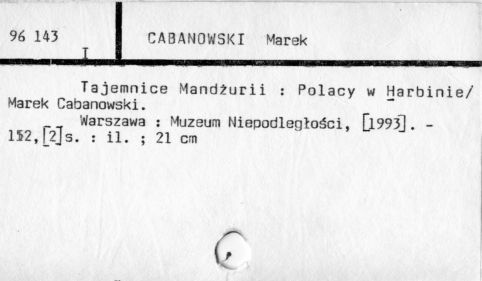 96 143
I
CABANOWSKI Marek
Tajemnice Mandżurii : Polacy w Harbinie/
Marek Cabanowski.
Warszawa : Muzeum Niepodległości, [1993]. -
152,[2]s. : il. ; 21 cm